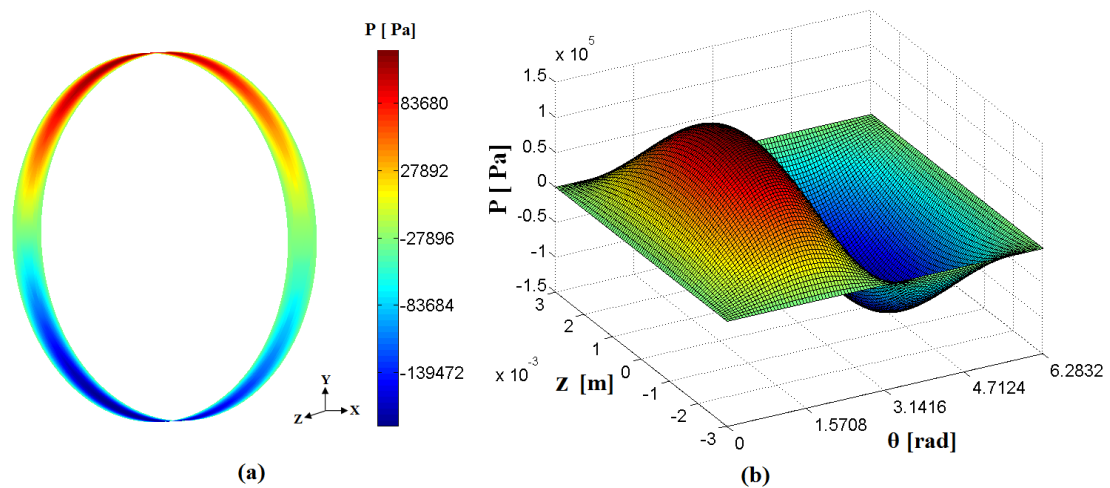 P [ Pa]
83680
27892
-27896
-83684
-139472
Y
Z
X
(a)
x 10^5
1.5
1
0.5
0
-0.5
-1
-1.5
P [ Pa]
3
2
1
0
-1
-2
-3
x 10^-3
z [m]
0
1.5708
3.1416
4.7124
6.2832
θ [rad]
(b)